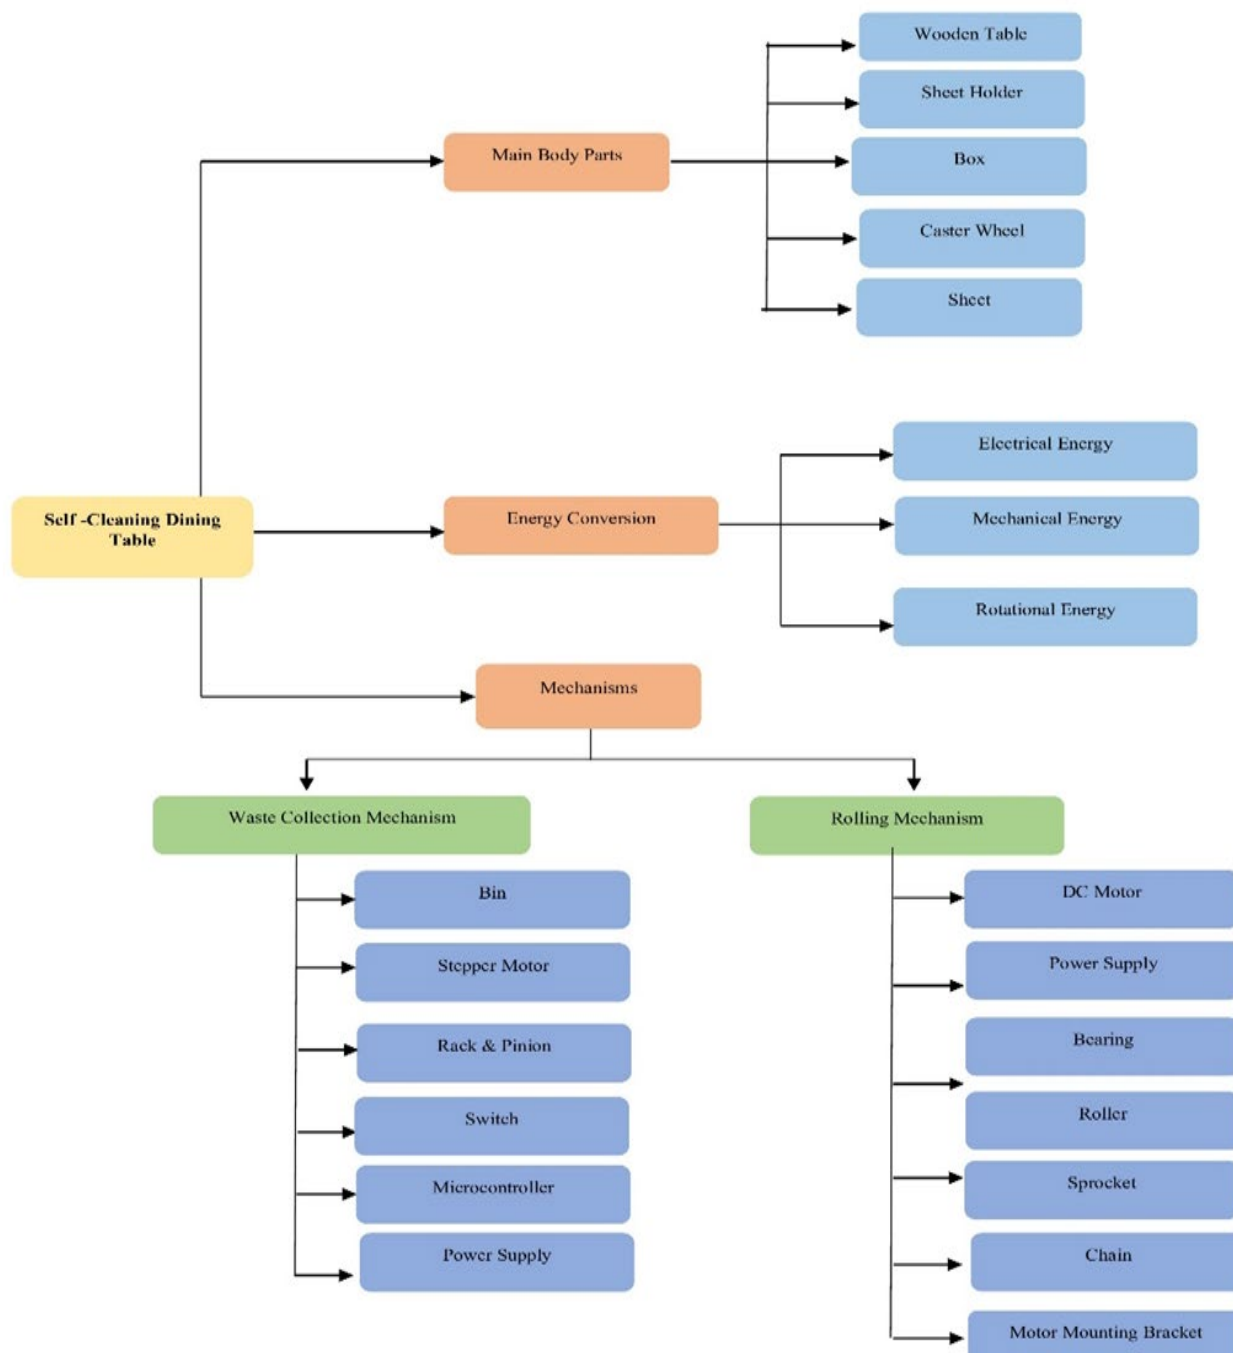 Wooden Table
Sheet Holder
Main Body Parts
Box
Caster Wheel
Sheet
Electrical Energy
Self -Cleaning Dining
Table
Energy Conversion
Mechanical Energy
Rotational Energy
Mechanisms
Waste Collection Mechanism
Bin
Stepper Motor
Rack & Pinion
Switch
Microcontroller
Power Supply
Rolling Mechanism
DC Motor
Power Supply
Bearing
Roller
Sprocket
Chain
Motor Mounting Bracket